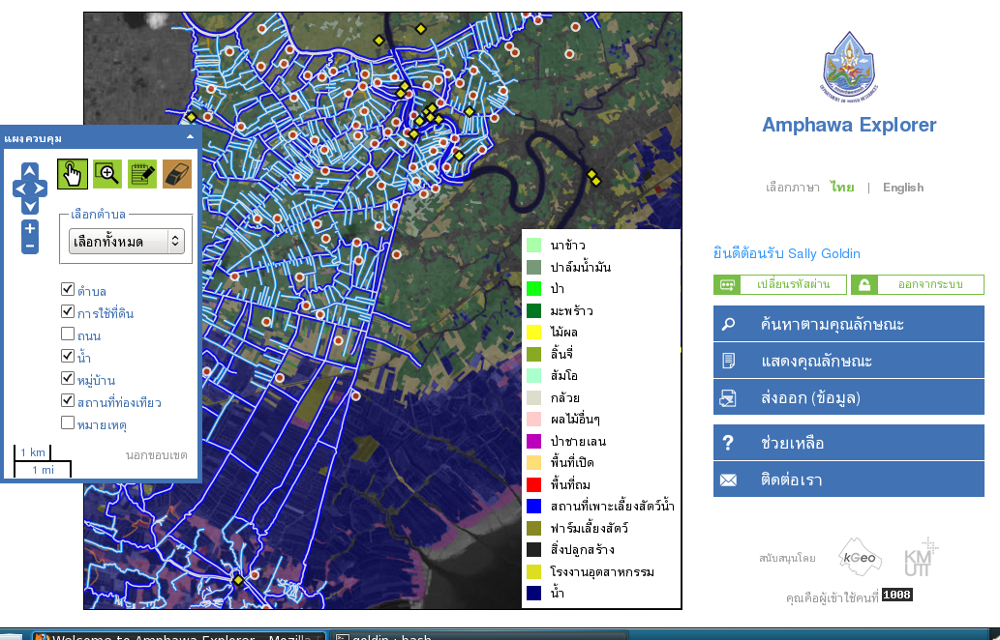 Amphawa Explorer
เลือกภาษา ไทย | English
ยินดีต้อนรับ Sally Goldin
เปลี่ยนรหัสผ่าน ออกจากระบบ
ค้นหาตามคุณลักษณะ
แสดงคุณลักษณะ
ส่งออก (ข้อมูล)
ช่วยเหลือ
ติดต่อเรา
สนับสนุนโดย kGeo KMUTT
คุณคือผู้เข้าใช้คนที่ 1008
แผงควบคุม
เลือกตำบล
เลือกทั้งหมด
ตำบล
การใช้ที่ดิน
ถนน
น้ำ
หมู่บ้าน
สถานที่ท่องเทียว
หมายเหตุ
1 km
1 mi
นอกขอบเขต
นาข้าว
ปาล์มน้ำมัน
ป่า
มะพร้าว
ไม้ผล
ลิ้นจี่
ส้มโอ
กล้วย
ผลไม้อื่นๆ
ป่าชายเลน
พื้นที่เปิด
พื้นที่ถม
สถานที่เพาะเลี้ยงสัตว์น้ำ
ฟาร์มเลี้ยงสัตว์
สิ่งปลูกสร้าง
โรงงานอุตสาหกรรม
น้ำ
Welcome to Amphawa Explorer - Mozilla
goldin : bash